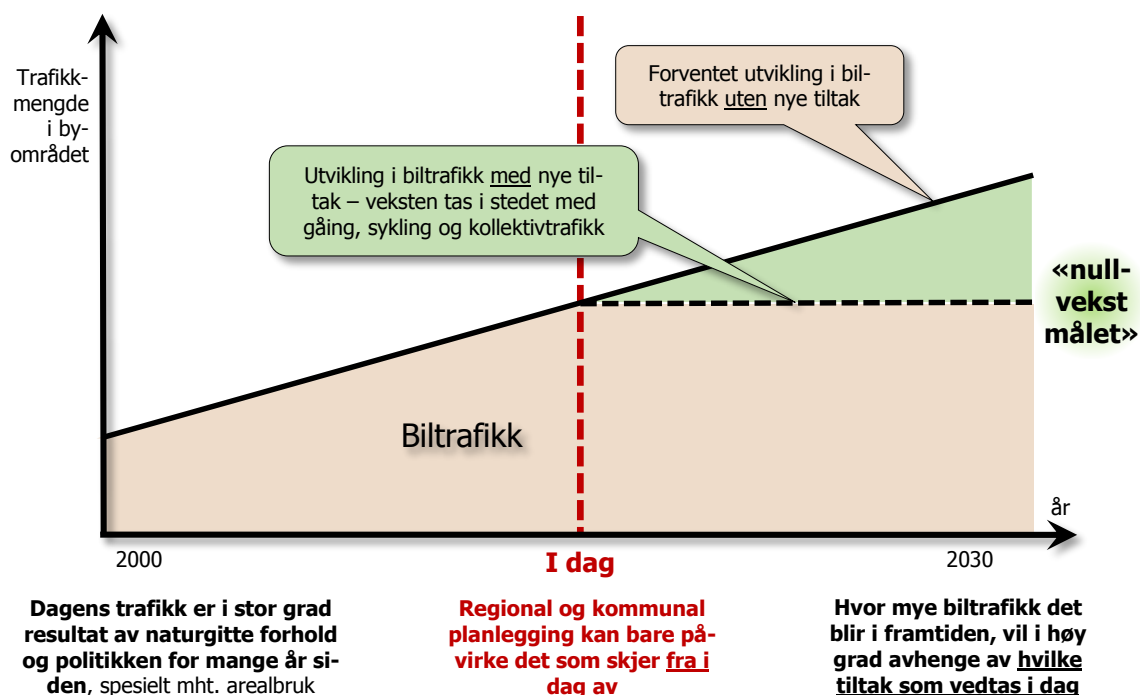 Trafikk-
mengde
i by-
området
Forventet utvikling i bil-
trafikk uten nye tiltak
Utvikling i biltrafikk med nye til-
tak – veksten tas i stedet med
gåing, sykling og kollektivtrafikk
«null-
vekst
målet»
Biltrafikk
år
2000
I dag
2030
Dagens trafikk er i stor grad
resultat av naturgitte forhold
og politikken for mange år si-
den, spesielt mht. arealbruk
Regional og kommunal
planlegging kan bare på-
virke det som skjer fra i
dag av
Hvor mye biltrafikk det
blir i framtiden, vil i høy
grad avhenge av hvilke
tiltak som vedtas i dag